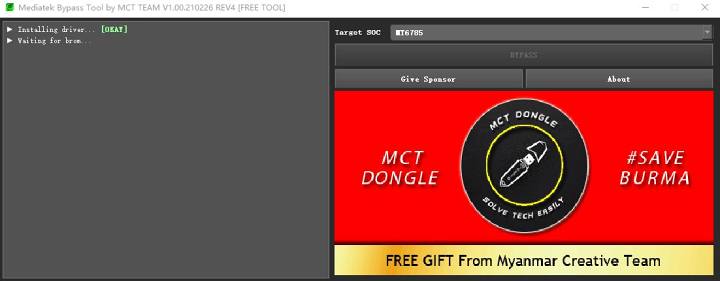 Mediatek Bypass Tool by MCT TEAM V1.00.210226 REV4 [FREE TOOL]
Installing driver... [OKAY]
Waiting for brom...
Target SOC MT6785
BYPASS
Give Sponsor About
MCT DONGLE
SOLVE TECH EASILY
MCT
DONGLE
#SAVE
BURMA
FREE GIFT From Myanmar Creative Team